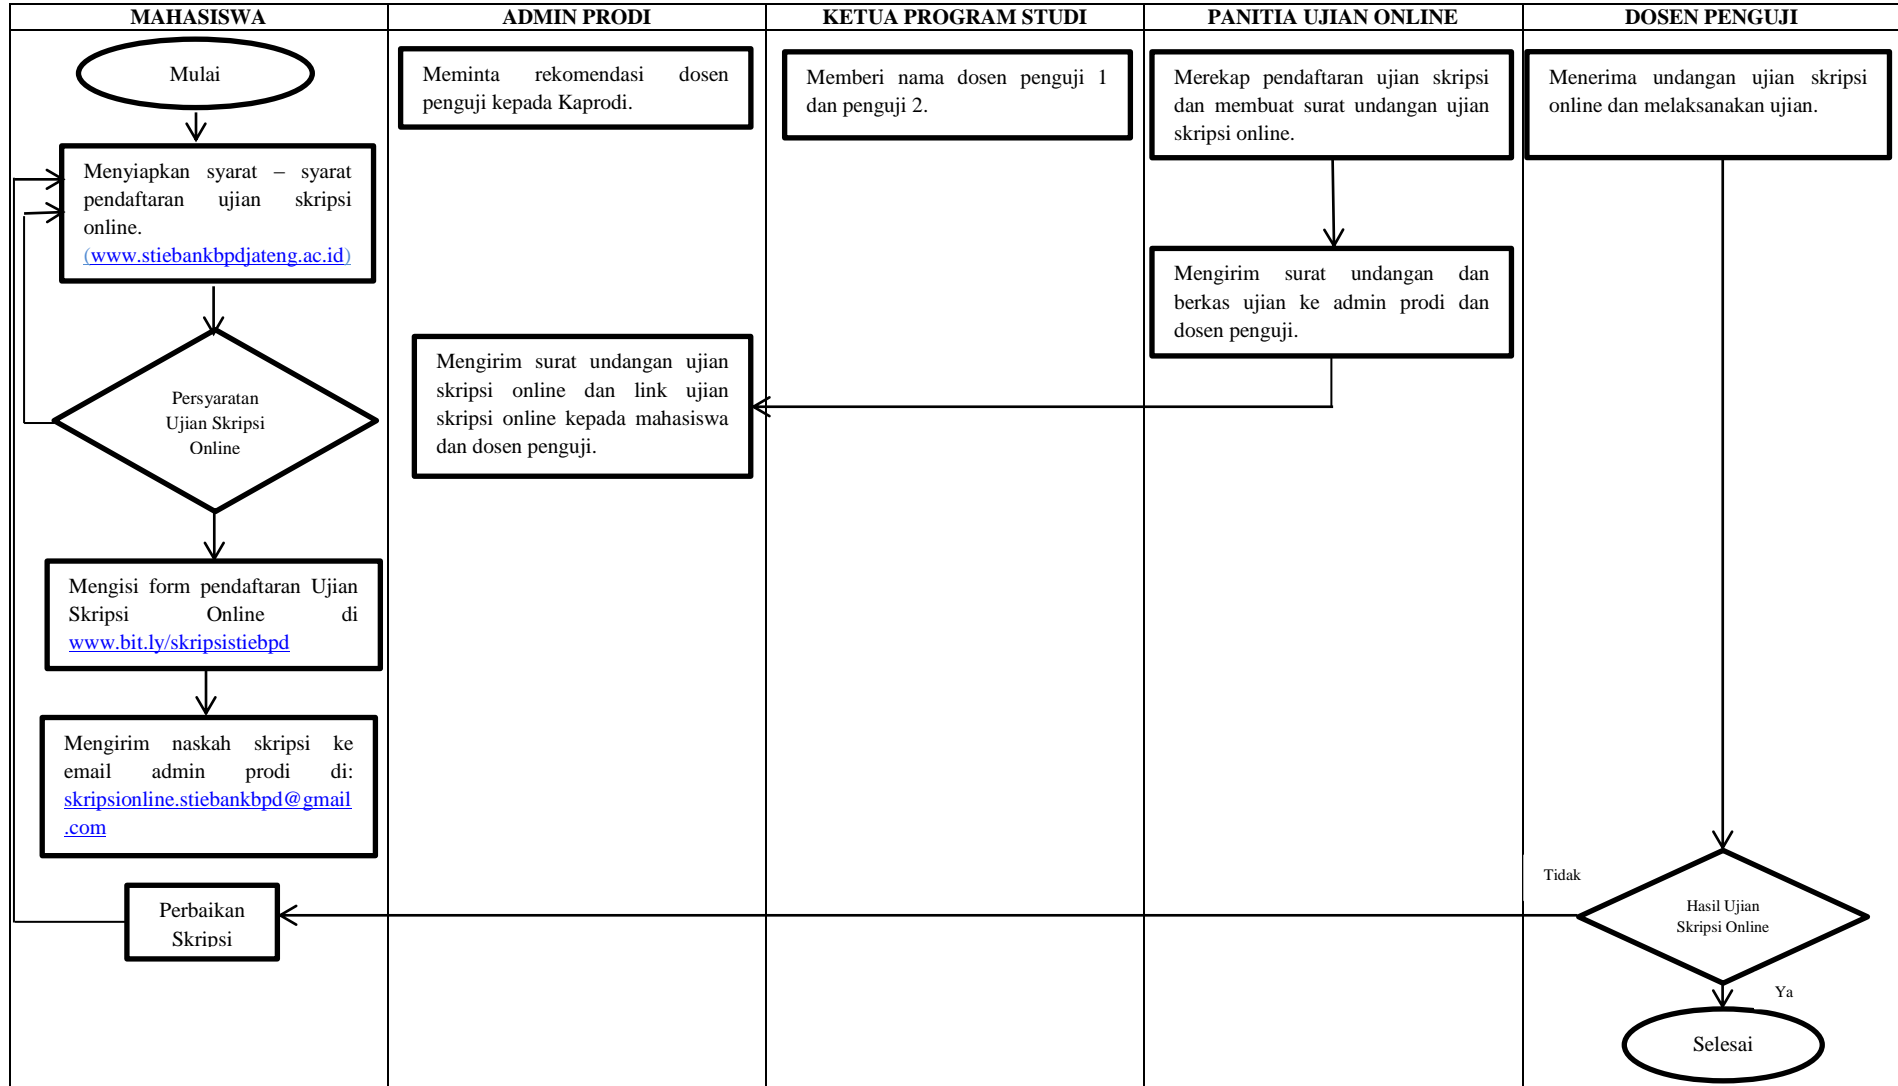 MAHASISWA
ADMIN PRODI
KETUA PROGRAM STUDI
PANITIA UJIAN ONLINE
DOSEN PENGUJI
Mulai
Menyiapkan syarat – syarat
pendaftaran ujian skripsi
online.
(www.stiebankbpdjateng.ac.id)
Persyaratan
Ujian Skripsi
Online
Mengisi form pendaftaran Ujian
Skripsi Online di
www.bit.ly/skripsistiebpd
Mengirim naskah skripsi ke
email admin prodi di:
skripsionline.stiebankbpd@gmail
.com
Perbaikan
Skripsi
Meminta rekomendasi dosen
penguji kepada Kaprodi.
Mengirim surat undangan ujian
skripsi online dan link ujian
skripsi online kepada mahasiswa
dan dosen penguji.
Memberi nama dosen penguji 1
dan penguji 2.
Merekap pendaftaran ujian skripsi
dan membuat surat undangan ujian
skripsi online.
Mengirim surat undangan dan
berkas ujian ke admin prodi dan
dosen penguji.
Menerima undangan ujian skripsi
online dan melaksanakan ujian.
Tidak
Hasil Ujian
Skripsi Online
Ya
Selesai